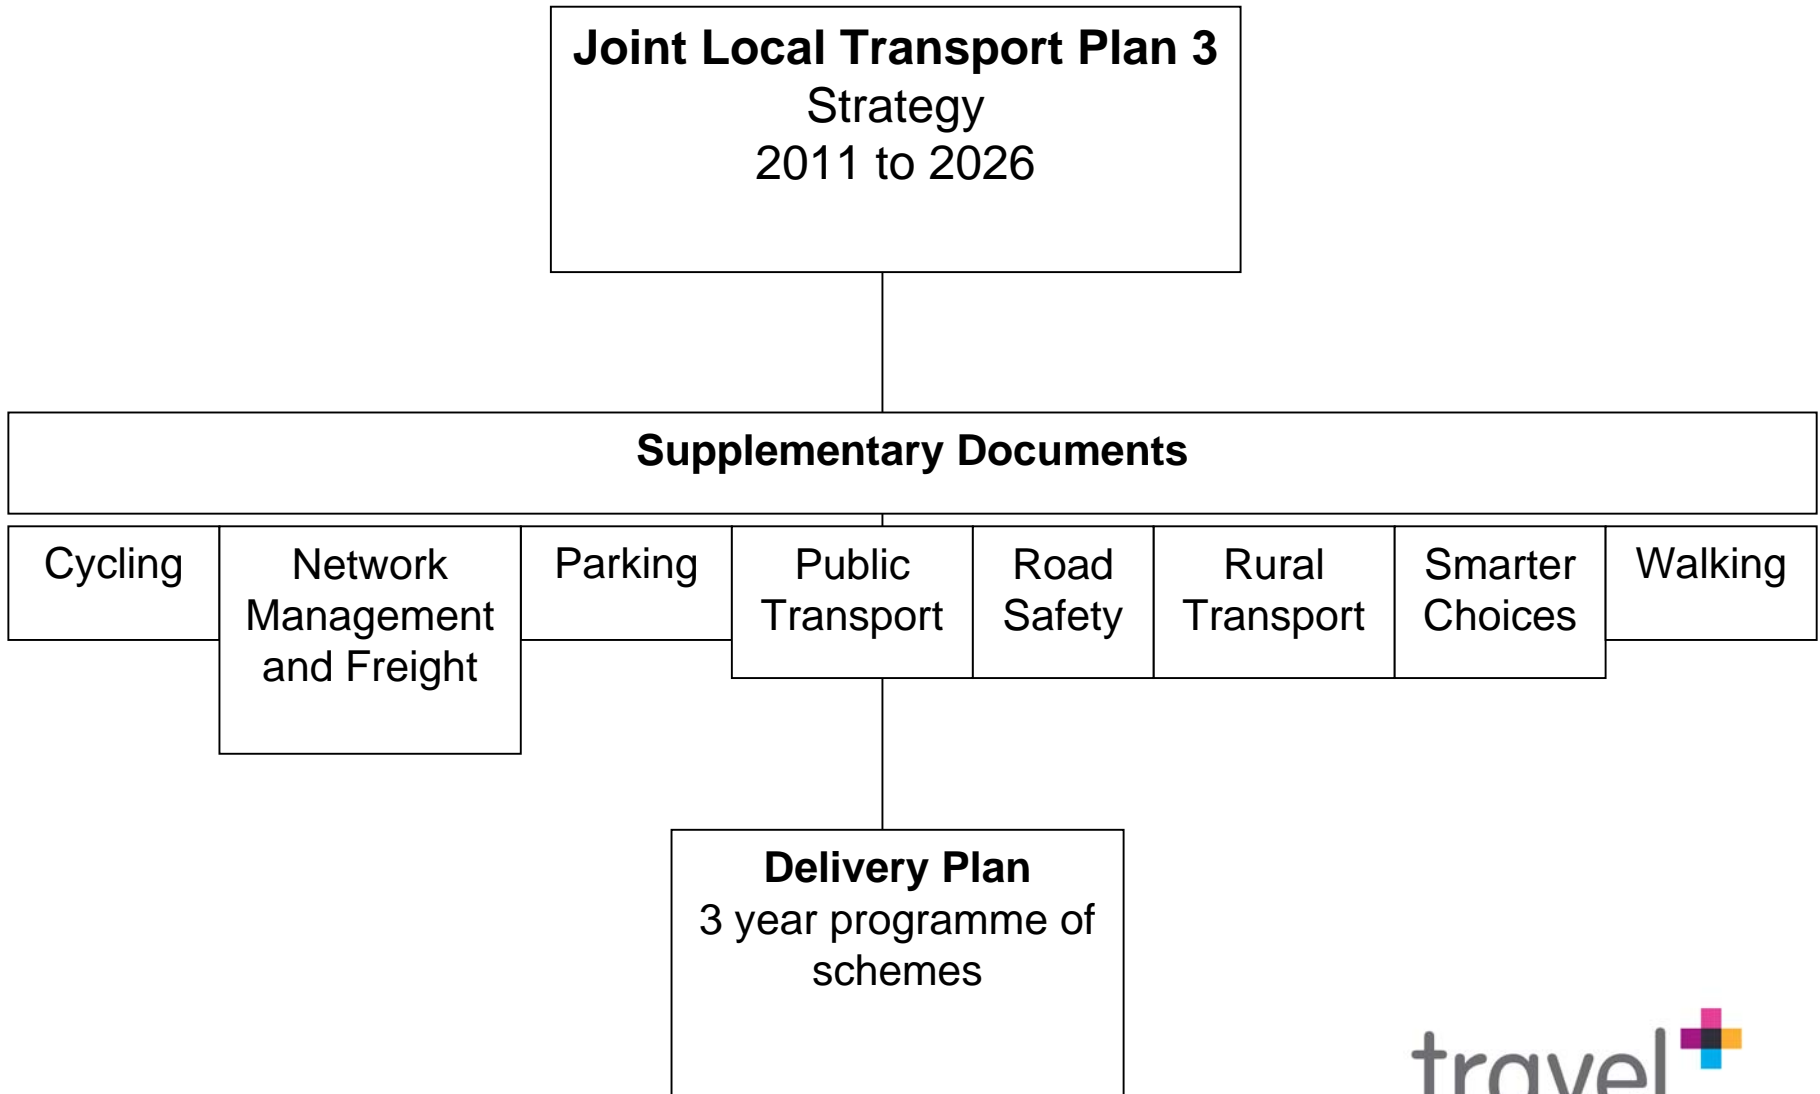 Joint Local Transport Plan 3
Strategy
2011 to 2026
Supplementary Documents
Cycling
Network
Management
and Freight
Parking
Public
Transport
Road
Safety
Rural
Transport
Smarter
Choices
Walking
Delivery Plan
3 year programme of
schemes
travel